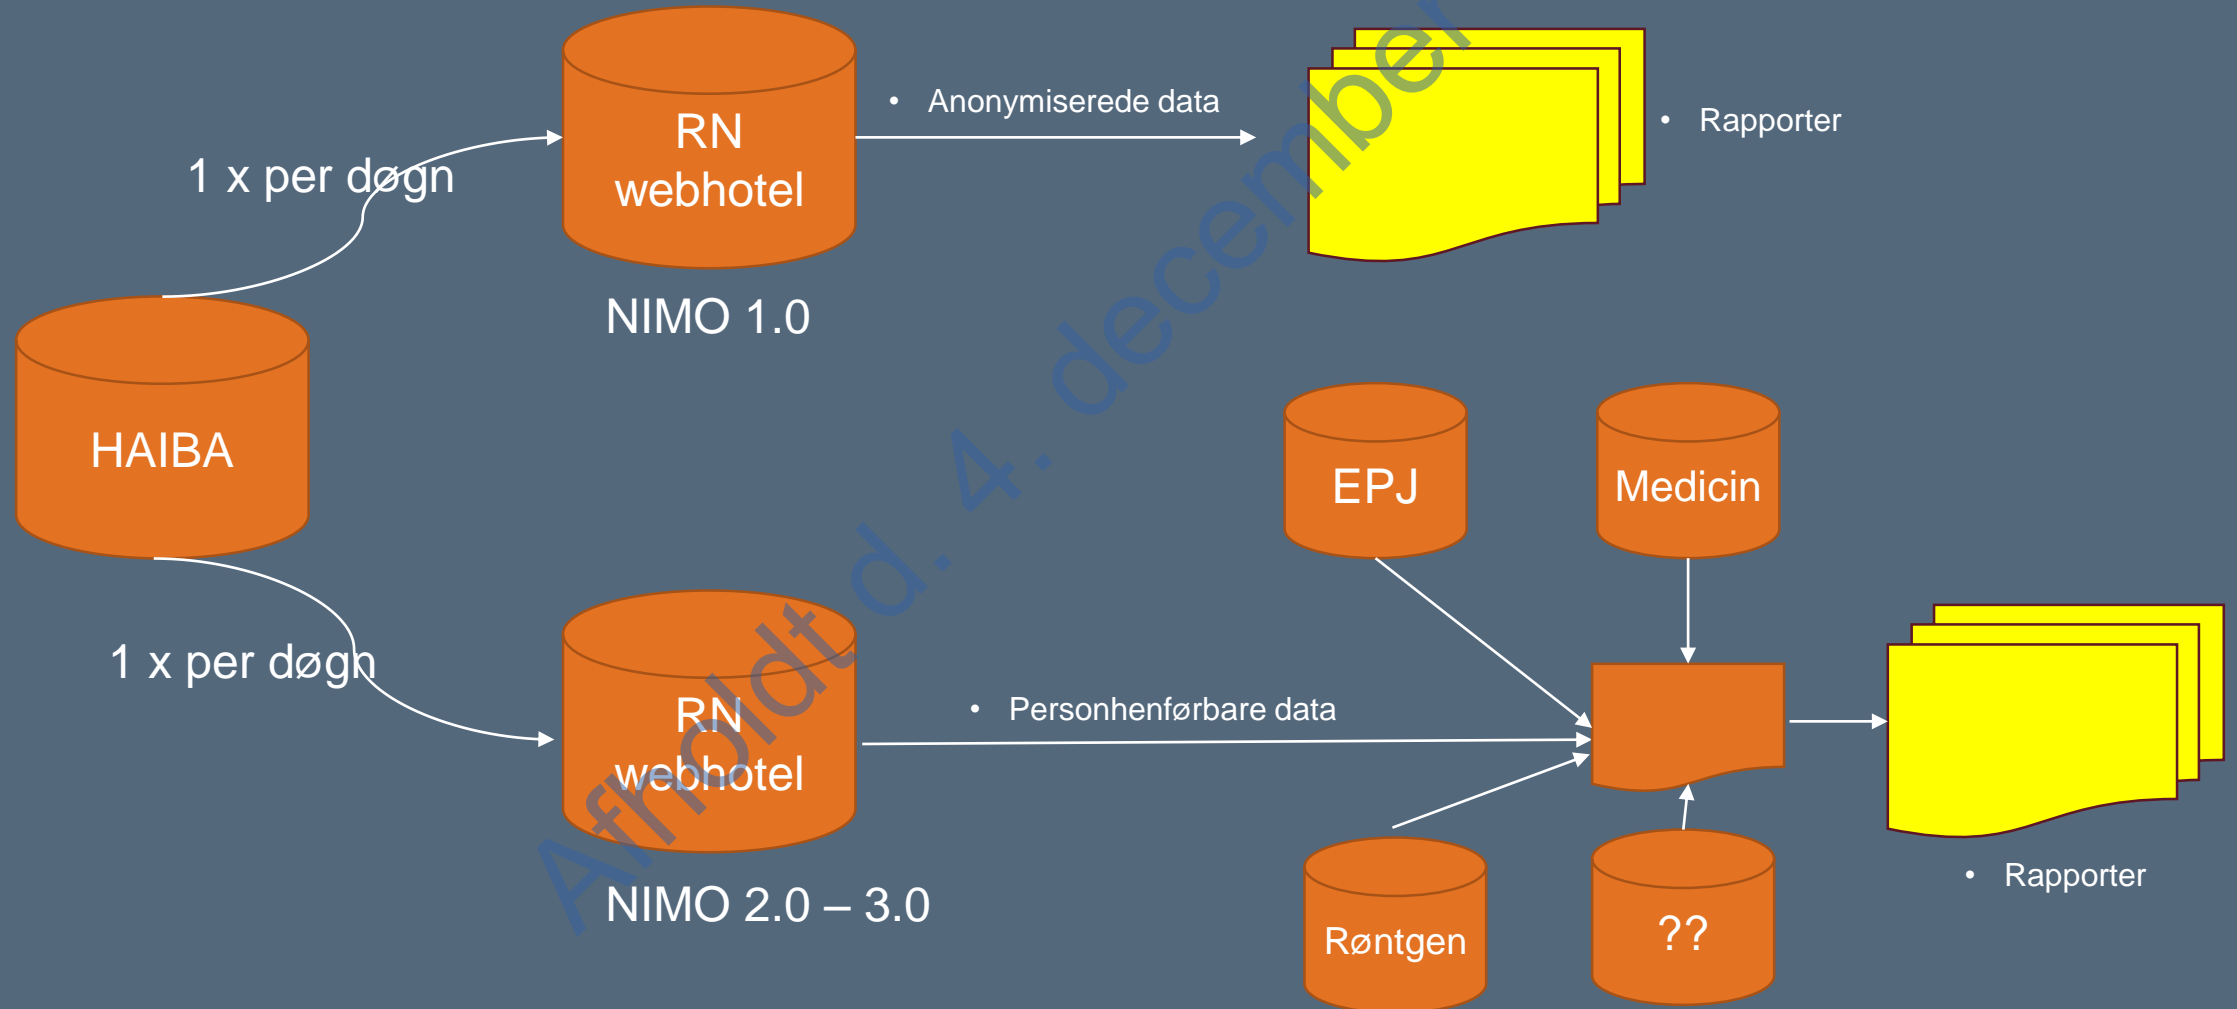 RN
webhotel
• Anonymiserede data
• Rapporter
1 x per døgn
NIMO 1.0
HAIBA
EPJ
Medicin
1 x per døgn
RN
webhotel
• Personhenførbare data
NIMO 2.0 – 3.0
Røntgen
??
• Rapporter
Afholdt d. 4. december